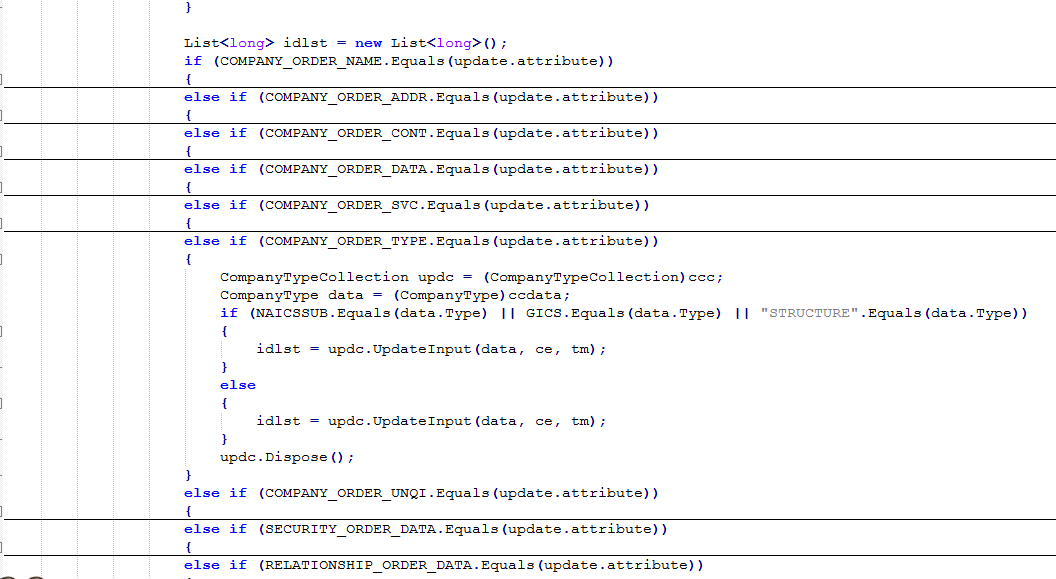 }
List<long> idlst = new List<long>();
if (COMPANY_ORDER_NAME.Equals(update.attribute))
{
else if (COMPANY_ORDER_ADDR.Equals(update.attribute))
{
else if (COMPANY_ORDER_CONT.Equals(update.attribute))
{
else if (COMPANY_ORDER_DATA.Equals(update.attribute))
{
else if (COMPANY_ORDER_SVC.Equals(update.attribute))
{
else if (COMPANY_ORDER_TYPE.Equals(update.attribute))
{
CompanyTypeCollection updc = (CompanyTypeCollection)ccc;
CompanyType data = (CompanyType)ccdata;
if (NAICSSUB.Equals(data.Type) || GICS.Equals(data.Type) || "STRUCTURE".Equals(data.Type))
{
idlst = updc.UpdateInput(data, ce, tm);
}
else
{
idlst = updc.UpdateInput(data, ce, tm);
}
updc.Dispose();
}
else if (COMPANY_ORDER_UNQI.Equals(update.attribute))
{
else if (SECURITY_ORDER_DATA.Equals(update.attribute))
{
else if (RELATIONSHIP_ORDER_DATA.Equals(update.attribute))